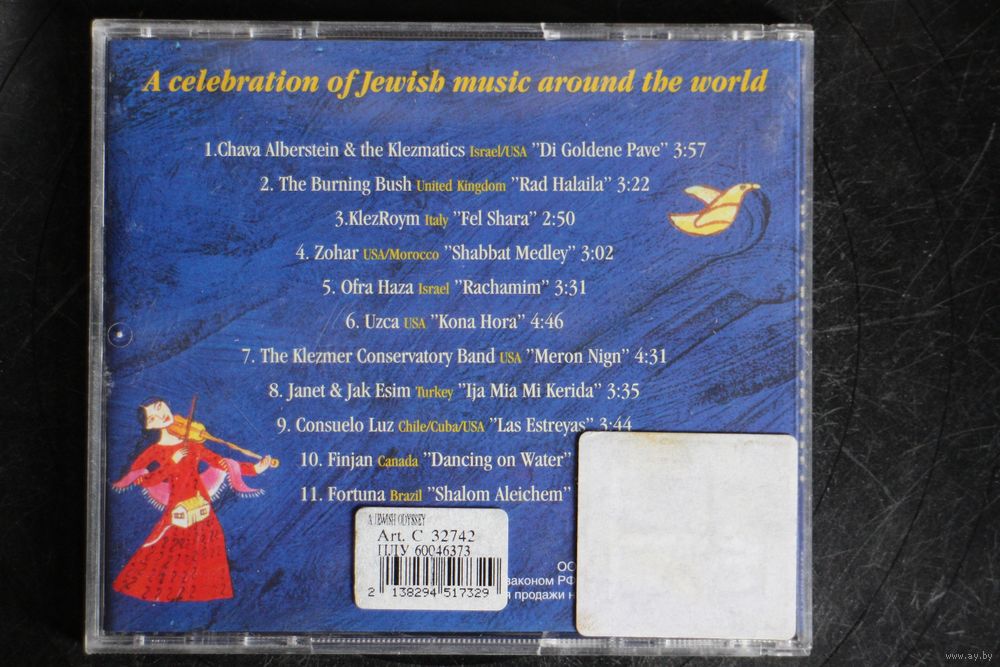 A celebration of Jewish music around the world
1.Chava Alberstein & the Klezmatics Israel/USA ”Di Goldene Pave” 3:57
2. The Burning Bush United Kingdom ”Rad Halaila” 3:22
3.KlezRoym Italy ”Fel Shara” 2:50
4. Zohar USA/Morocco ”Shabbat Medley” 3:02
5. Ofra Haza Israel ”Rachamim” 3:31
6. Uzca USA ”Kona Hora” 4:46
7. The Klezmer Conservatory Band USA ”Meron Nign” 4:31
8. Janet & Jak Esim Turkey ”Ija Mia Mi Kerida” 3:35
9. Consuelo Luz Chile/Cuba/USA ”Las Estreyas” 3:44
10. Finjan Canada ”Dancing on Water”
11. Fortuna Brazil ”Shalom Aleichem”
A JEWISH ODYSSEY
Art. C 32742
ПЛУ 60046373
2 138294 517329
ОО
законом РФ
я продажи н
www.ay.by